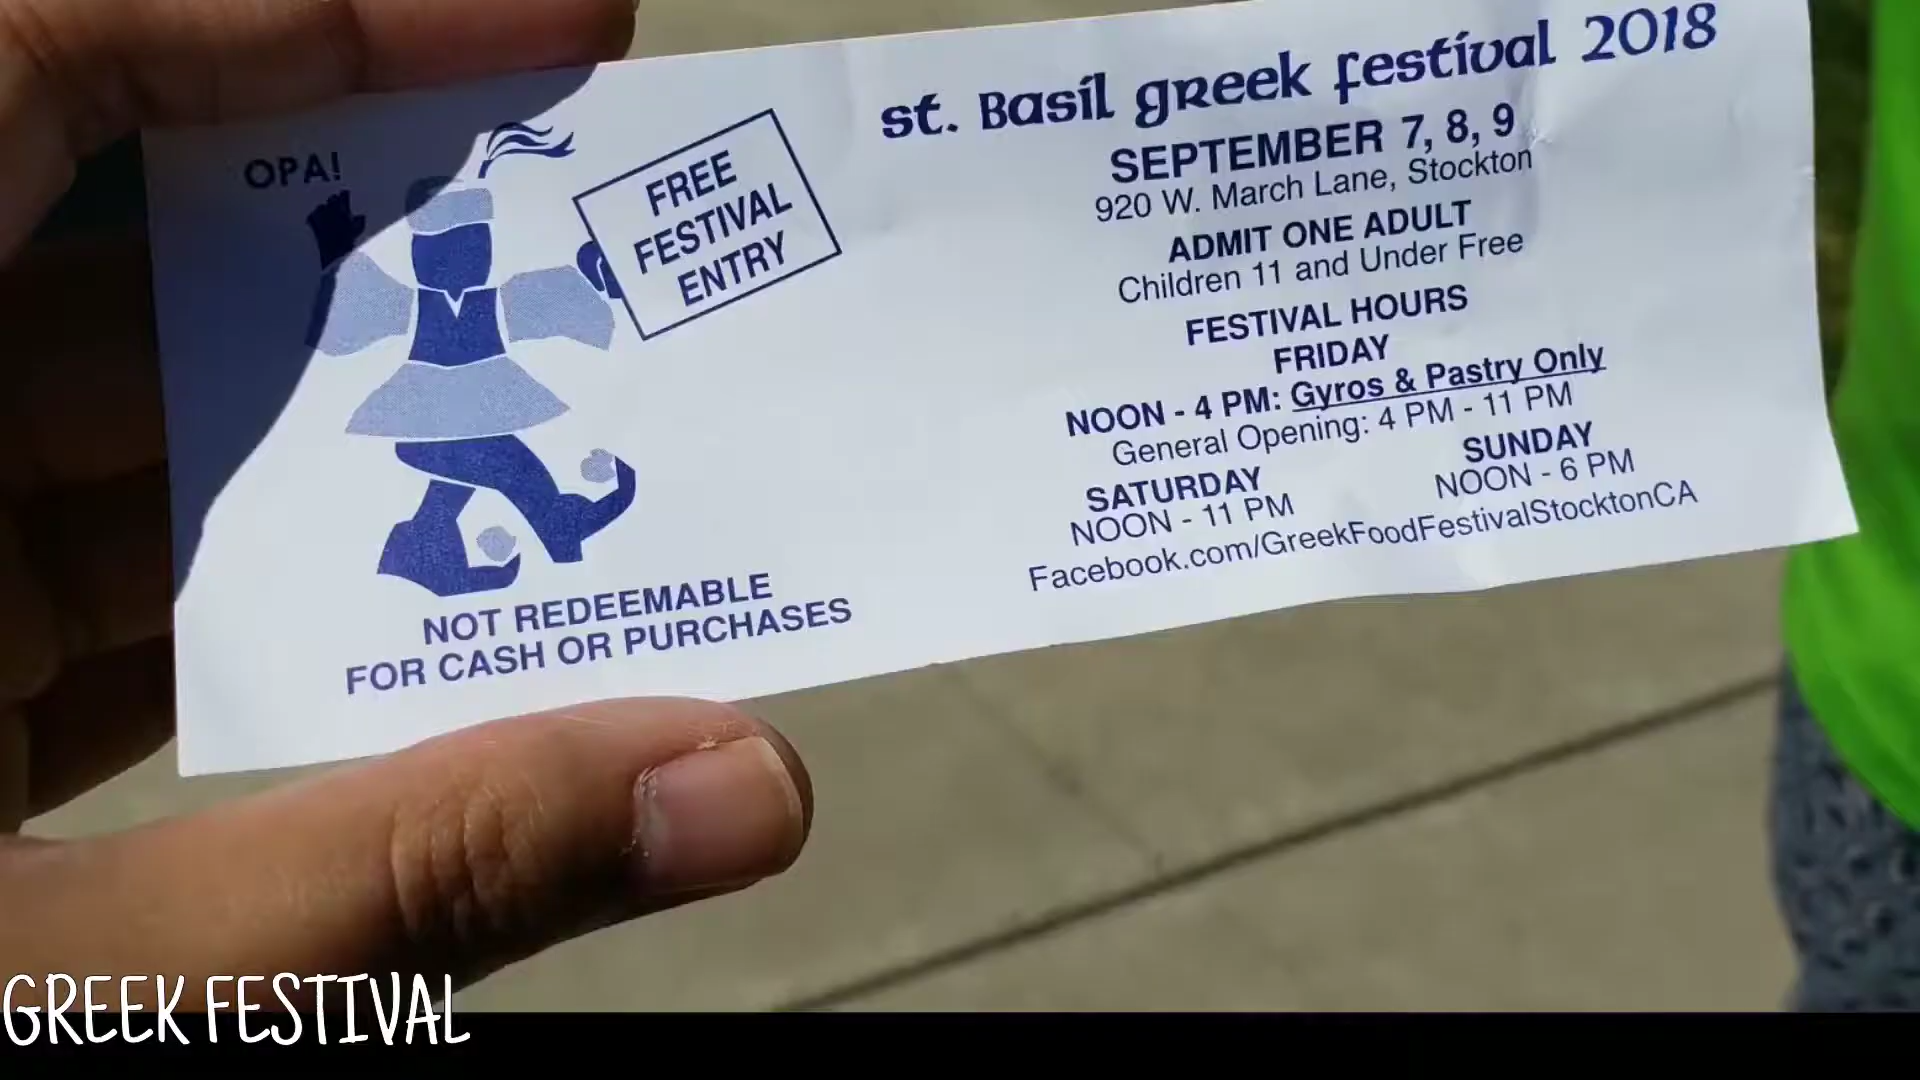 OPA!
FREE
FESTIVAL
ENTRY
NOT REDEEMABLE
FOR CASH OR PURCHASES
st. Basil greek festival 2018
SEPTEMBER 7, 8, 9
920 W. March Lane, Stockton
ADMIT ONE ADULT
Children 11 and Under Free
FESTIVAL HOURS
FRIDAY
NOON - 4 PM: Gyros & Pastry Only
General Opening: 4 PM - 11 PM
SATURDAY
NOON - 11 PM
SUNDAY
NOON - 6 PM
Facebook.com/GreekFoodFestivalStocktonCA
GREEK FESTIVAL